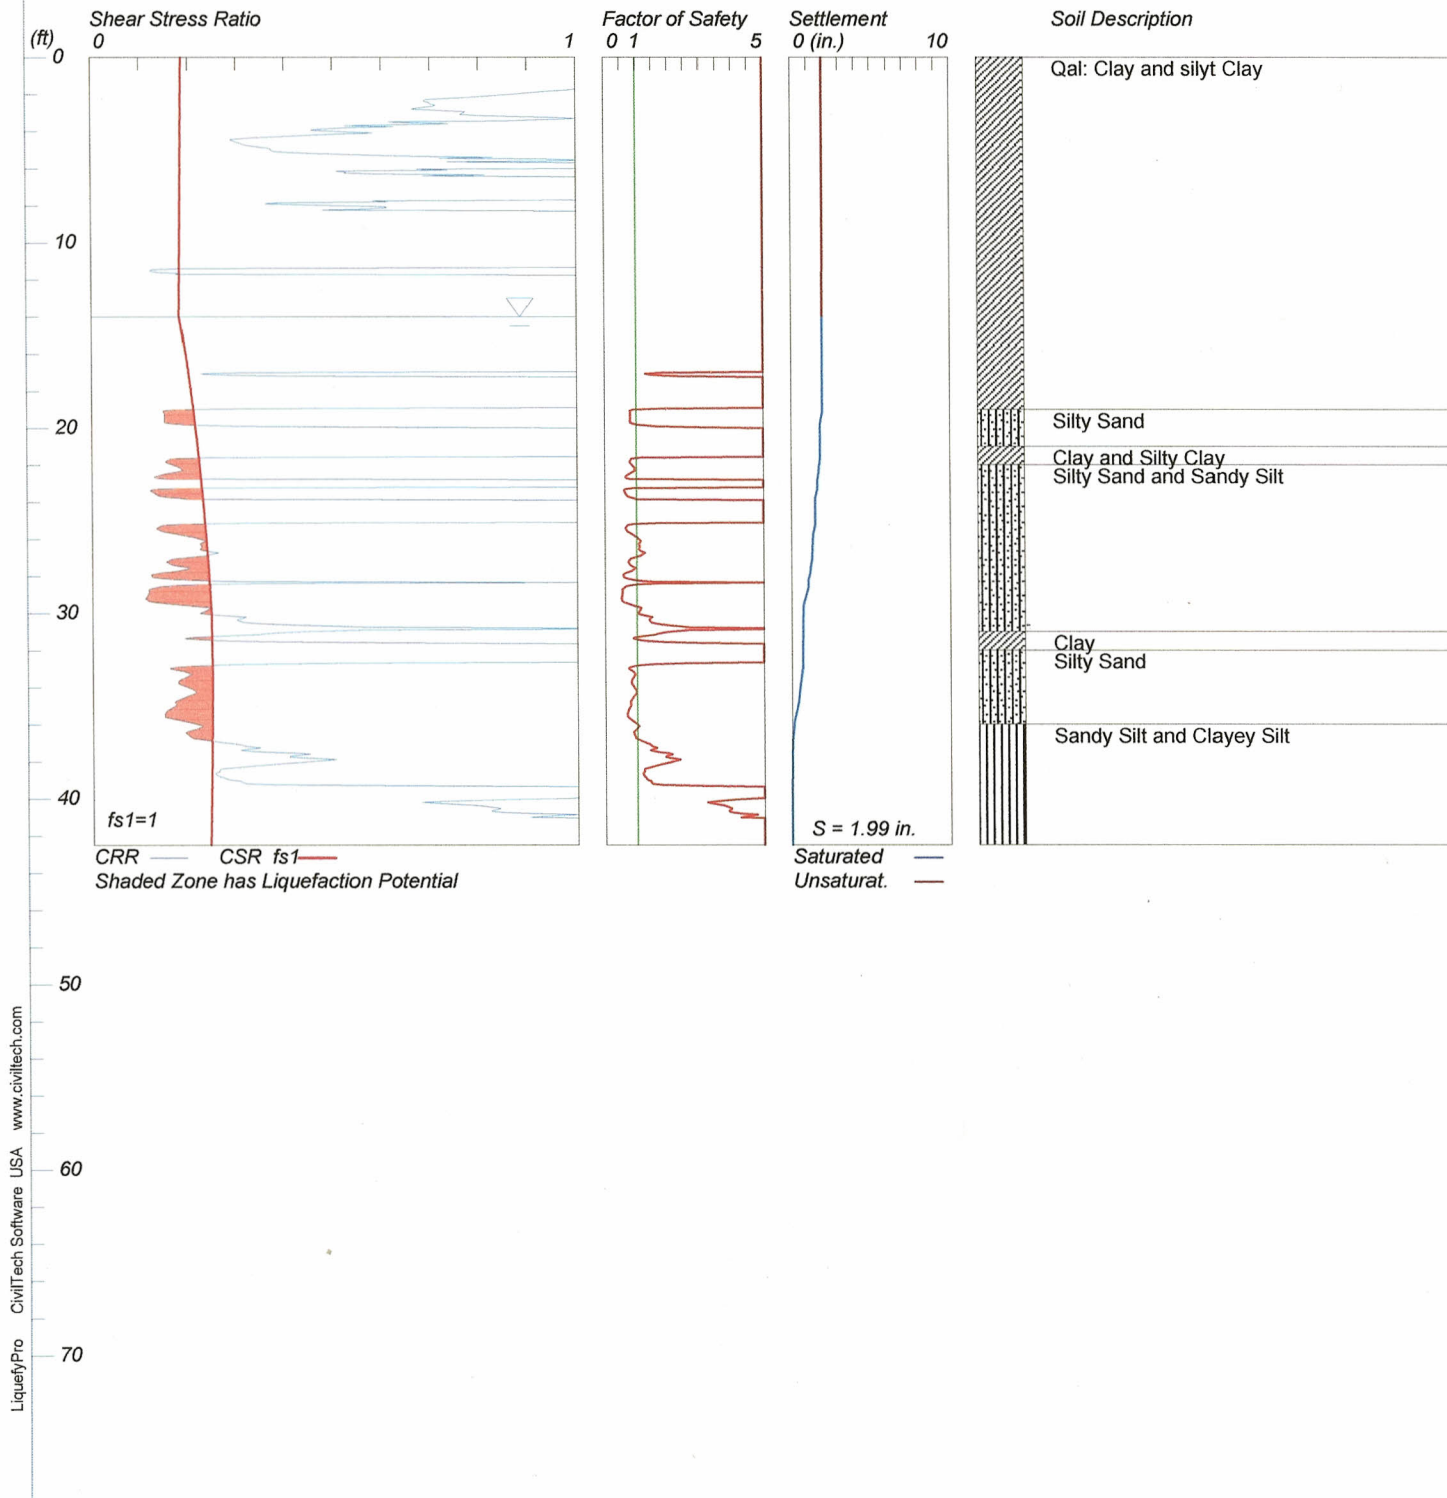 Shear Stress Ratio Factor of Safety Settlement Soil Description
(ft) 0 1 0 1 5 0 (in.) 10
0
Qal: Clay and silyt Clay
10
Silty Sand
20
Clay and Silty Clay
Silty Sand and Sandy Silt
30
Clay
Silty Sand
Sandy Silt and Clayey Silt
40
fs1=1 S = 1.99 in.
CRR CSR fs1 Saturated
Shaded Zone has Liquefaction Potential Unsaturat.
50
60
70
LiquefyPro CivilTech Software USA www.civiltech.com